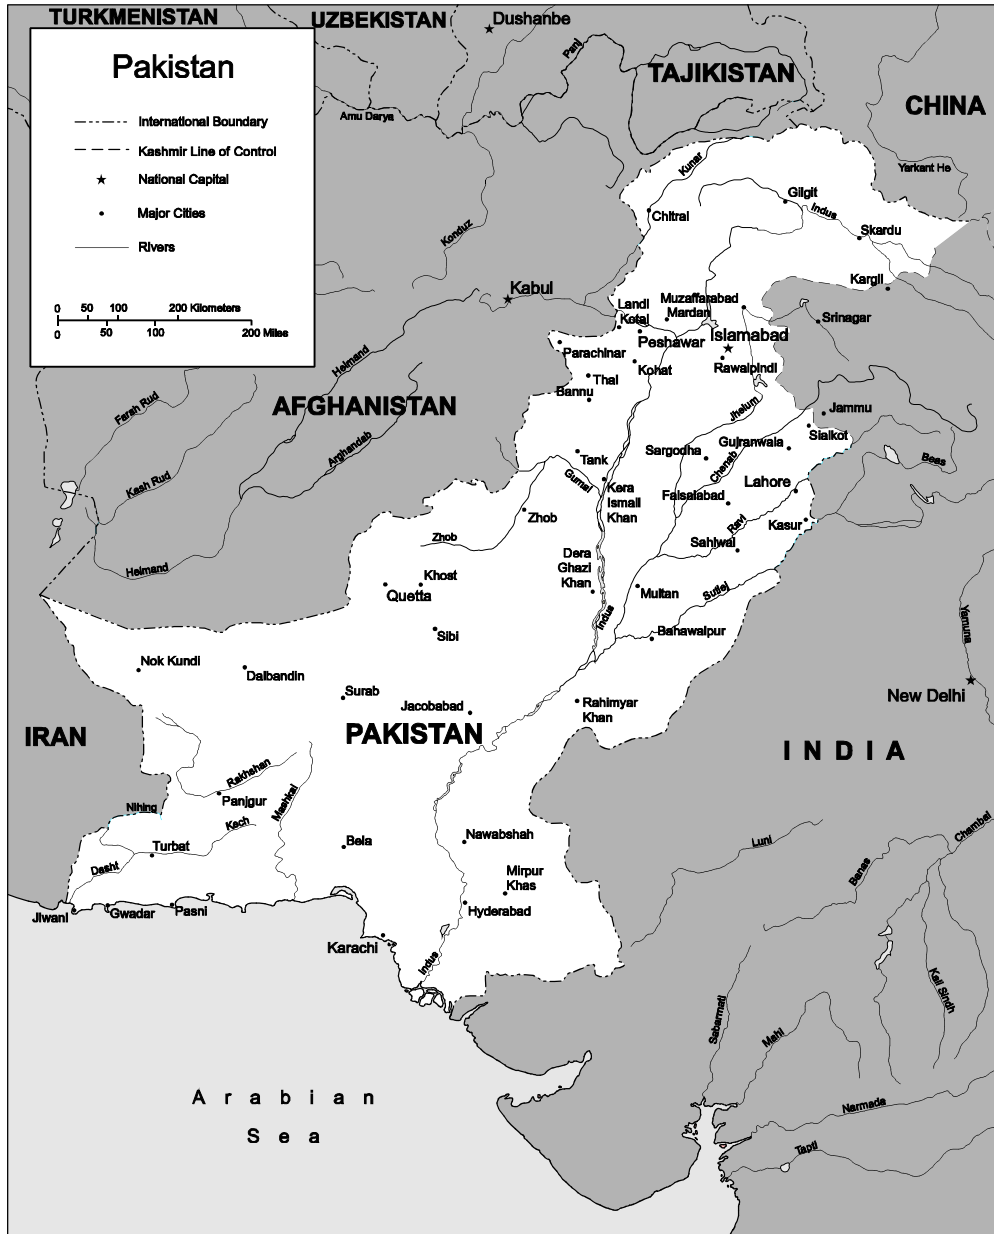 TURKMENISTAN
UZBEKISTAN
Dushanbe
Panj
TAJIKISTAN
CHINA
Pakistan
International Boundary
Kashmir Line of Control
National Capital
Major Cities
Rivers
0 50 100 200 Kilometers
0 50 100 200 Miles
Amu Darya
Yarkant He
Kunar
Gilgit
Indus
Chitral
Skardu
Konduz
Kargil
Kabul
Landi
Kotal
Muzaffarabad
Mardan
Srinagar
Islamabad
Peshawar
Parachinar
Kohat
Rawalpindi
Helmand
Thal
Bannu
Farah Rud
AFGHANISTAN
Jhelum
Jammu
Sialkot
Gujranwala
Arghandab
Sargodha
Chenab
Beas
Tank
Gumal
Kash Rud
Kera
Ismail
Khan
Lahore
Faisalabad
Zhob
Ravi
Kasur
Zhob
Sahiwal
Dera
Ghazi
Khan
Helmand
Khost
Quetta
Multan
Sutlej
Indus
Yamuna
Sibi
Bahawalpur
Nok Kundi
Dalbandin
Surab
Jacobabad
Rahimyar
Khan
New Delhi
IRAN
PAKISTAN
INDIA
Rakhshan
Panjgur
Mashkai
Nihing
Kech
Turbat
Bela
Nawabshah
Luni
Chambal
Dasht
Mirpur
Khas
Banas
Jiwani
Gwadar
Pasni
Hyderabad
Karachi
Indus
Kali Sindh
Sabarmati
Mahi
Arabian
Sea
Narmada
Tapti